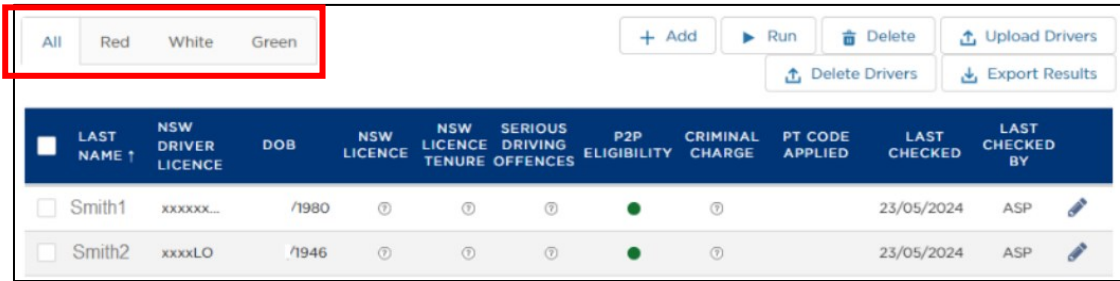 All Red White Green + Add Run Delete Upload Drivers
Delete Drivers Export Results
LAST NAME ↑ NSW DRIVER LICENCE DOB NSW LICENCE NSW LICENCE TENURE SERIOUS DRIVING OFFENCES P2P ELIGIBILITY CRIMINAL CHARGE PT CODE APPLIED LAST CHECKED LAST CHECKED BY
Smith1 xxxxxx... /1980 ? ? ? ? 23/05/2024 ASP
Smith2 xxxxLO /1946 ? ? ? ? 23/05/2024 ASP